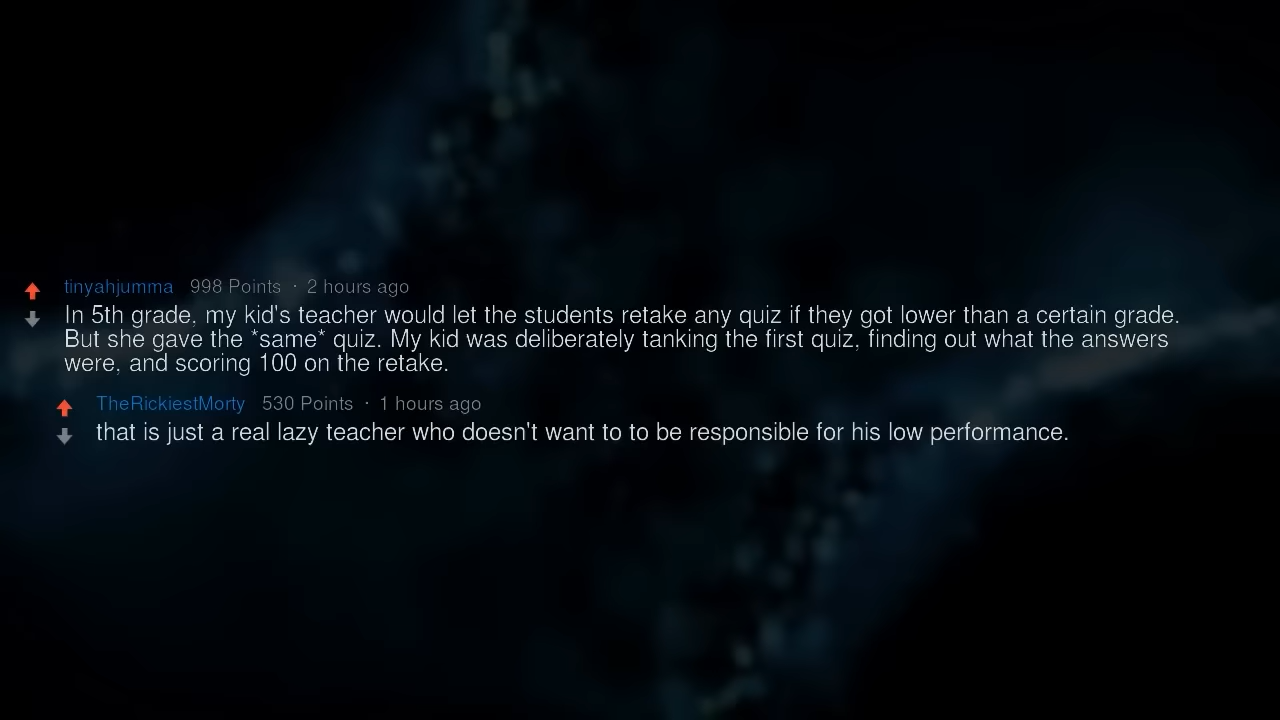 tinyahjumma 998 Points · 2 hours ago
In 5th grade, my kid's teacher would let the students retake any quiz if they got lower than a certain grade.
But she gave the *same* quiz. My kid was deliberately tanking the first quiz, finding out what the answers
were, and scoring 100 on the retake.
TheRickiestMorty 530 Points · 1 hours ago
that is just a real lazy teacher who doesn't want to to be responsible for his low performance.